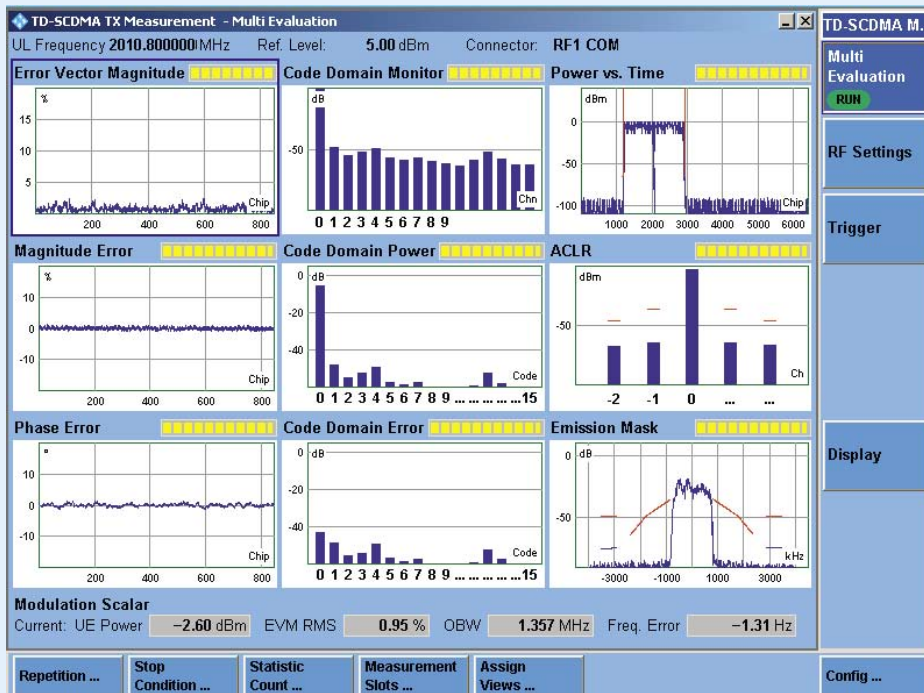 TD-SCDMA TX Measurement - Multi Evaluation
TD-SCDMA M.
UL Frequency 2010.800000 MHz Ref. Level: 5.00 dBm Connector: RF1 COM
Multi
Evaluation
RUN
RF Settings
Trigger
Display
Error Vector Magnitude
%
15
10
5
Chip
200 400 600 800
Code Domain Monitor
dB
-50
Chn
0 1 2 3 4 5 6 7 8 9
Power vs. Time
dBm
0
-50
-100
Chip
1000 2000 3000 4000 5000 6000
Magnitude Error
%
10
0
-10
Chip
200 400 600 800
Code Domain Power
0 dB
-20
-40
Code
0 1 2 3 4 5 6 7 8 9 ... ... ... ... ...15
ACLR
dBm
-50
Ch
-2 -1 0 ... ...
Phase Error
°
10
0
-10
Chip
200 400 600 800
Code Domain Error
0 dB
-20
-40
Code
0 1 2 3 4 5 6 7 8 9 ... ... ... ... ...15
Emission Mask
0 dB
-50
kHz
-3000 -1000 1000 3000
Modulation Scalar
Current: UE Power -2.60 dBm EVM RMS 0.95 % OBW 1.357 MHz Freq. Error -1.31 Hz
Repetition ...
Stop
Condition ...
Statistic
Count ...
Measurement
Slots ...
Assign
Views ...
Config ...